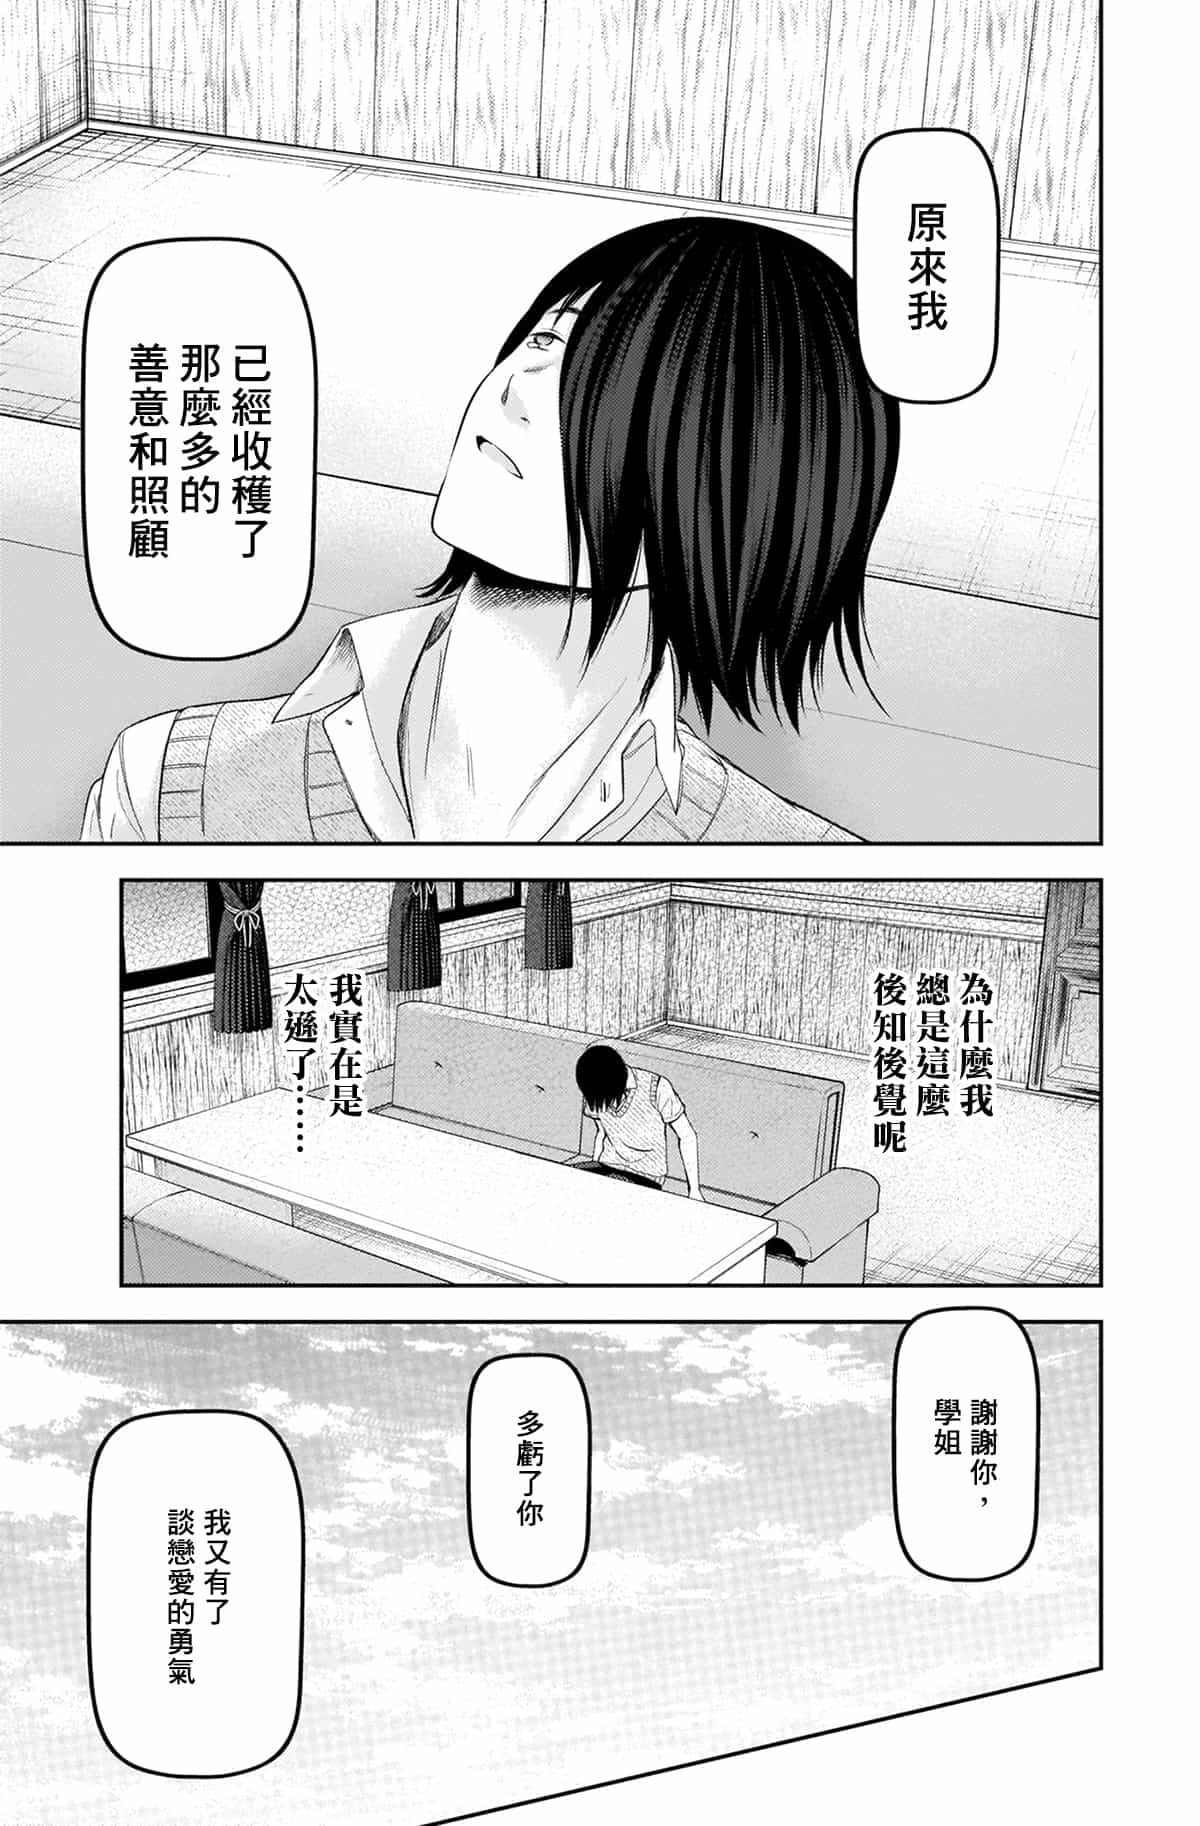 原來我
已經收穫了
那麼多的
善意和照顧
為什麼我
總是這麼
後知後覺呢
我實在是
太遜了……
謝謝你，
學姐
多虧了你
我又有了
談戀愛的勇氣